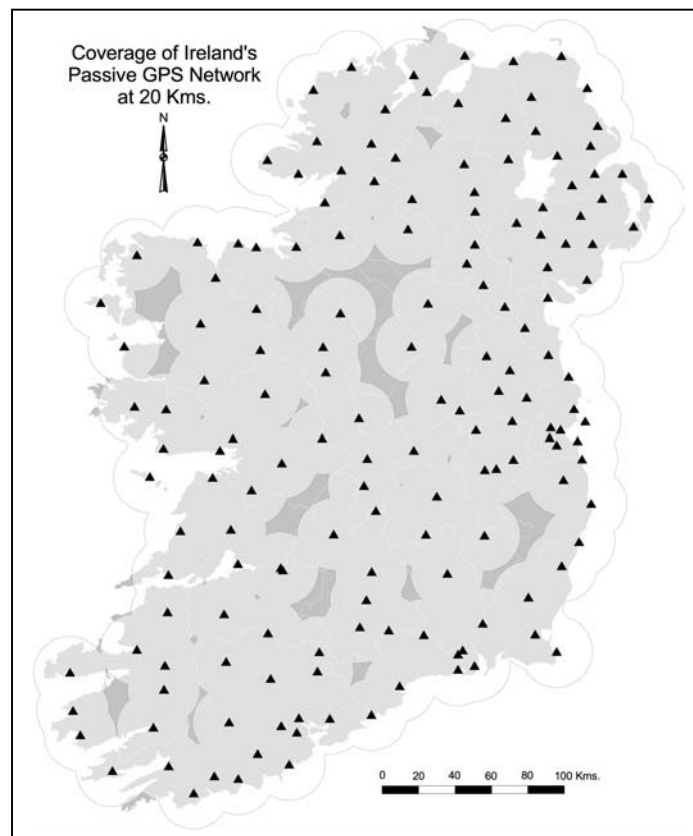 Coverage of Ireland's
Passive GPS Network
at 20 Kms.
N
0 20 40 60 80 100 Kms.